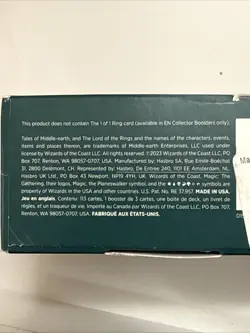 This product does not contain The 1 of 1 Ring card (available in EN Collector Boosters only).
Tales of Middle-earth, and The Lord of the Rings and the names of the characters, events,
items and places therein, are trademarks of Middle-earth Enterprises, LLC used under
license by Wizards of the Coast LLC. All rights reserved. ©2023 Wizards of the Coast LLC, PO
Box 707, Renton, WA 98057-0707, USA. Manufactured by: Hasbro SA, Rue Emile-Boéchat
31, 2800 Delémont, CH. Represented by: Hasbro, De Entrée 240, 1101 EE Amsterdam, NL.
Hasbro UK Ltd., PO Box 43 Newport, NP19 4YH, UK. Wizards of the Coast, Magic: The
Gathering, their logos, Magic, the Planeswalker symbol, and the symbols are
property of Wizards of the Coast in the USA and other countries. U.S. Pat. No. RE 37,957. MADE IN USA.
Jeu en anglais. Contenu: 113 cartes, 1 booster de 3 cartes, une boîte de deck, un livret de
règles, et un traqueur de vie. Importé au Canada par Wizards of the Coast LLC, PO Box 707,
Renton, WA 98057-0707, USA. FABRIQUÉ AUX ÉTATS-UNIS.
Ma